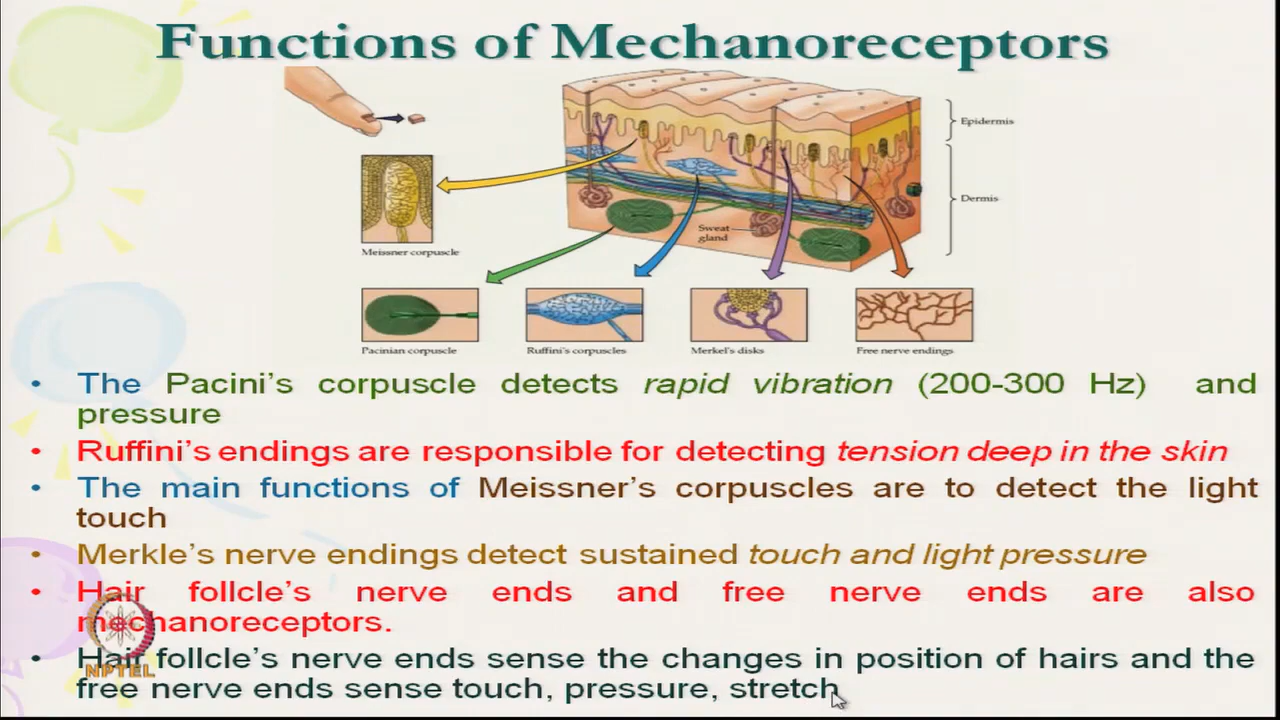 Functions of Mechanoreceptors
Epidermis
Dermis
Sweat
gland
Meissner corpuscle
Pacinian corpuscle
Ruffini's corpuscles
Merkel's disks
Free nerve endings
• The Pacini's corpuscle detects rapid vibration (200-300 Hz) and
pressure
• Ruffini's endings are responsible for detecting tension deep in the skin
• The main functions of Meissner's corpuscles are to detect the light
touch
• Merkle's nerve endings detect sustained touch and light pressure
• Hair follcle's nerve ends and free nerve ends are also
mechanoreceptors.
• Hair follcle's nerve ends sense the changes in position of hairs and the
free nerve ends sense touch, pressure, stretch
NPTEL